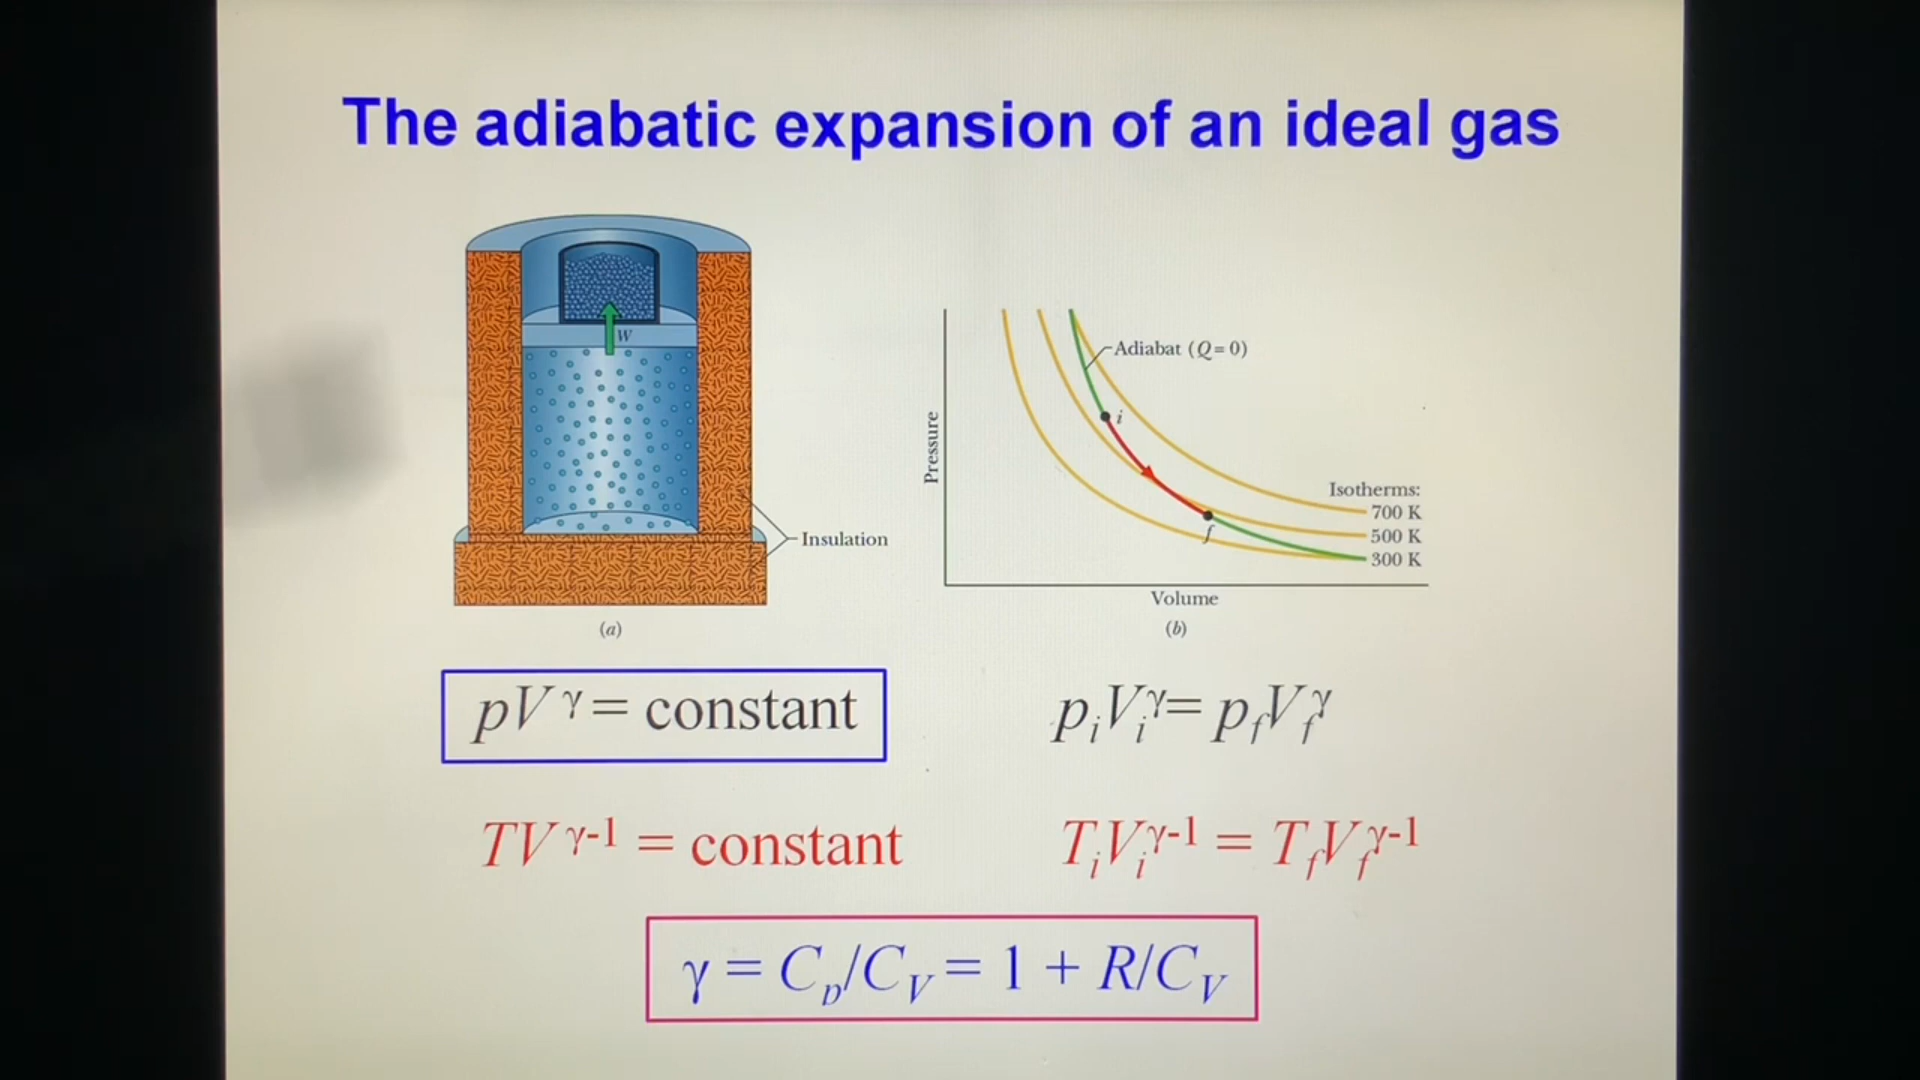 The adiabatic expansion of an ideal gas
W
Insulation
(a)
Pressure
Adiabat (Q = 0)
i
f
Isotherms:
700 K
500 K
300 K
Volume
(b)
pV^γ = constant
p_iV_i^γ = p_fV_f^γ
TV^γ-1 = constant
T_iV_i^γ-1 = T_fV_f^γ-1
γ = C_p/C_V = 1 + R/C_V